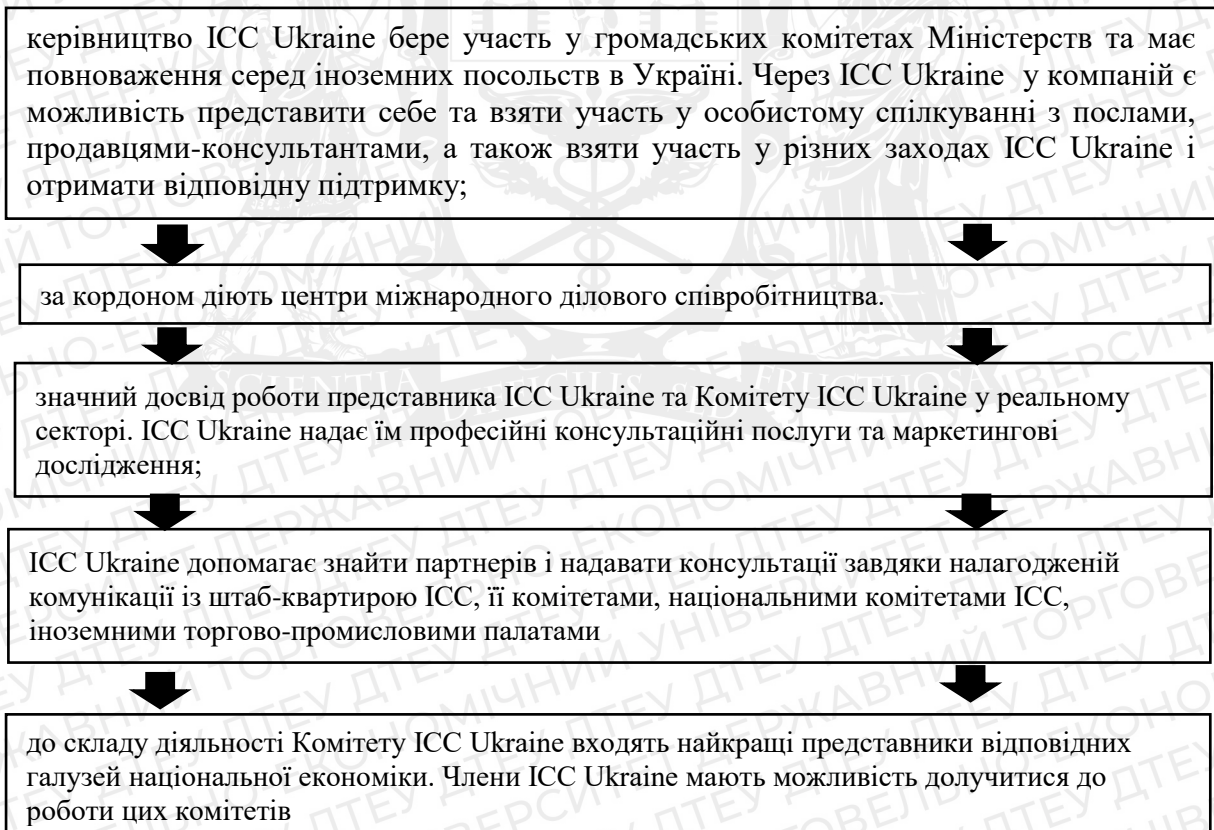 керівництво ICC Ukraine бере участь у громадських комітетах Міністерств та має
повноваження серед іноземних посольств в Україні. Через ICC Ukraine у компаній є
можливість представити себе та взяти участь у особистому спілкуванні з послами,
продавцями-консультантами, а також взяти участь у різних заходах ICC Ukraine і
отримати відповідну підтримку;
за кордоном діють центри міжнародного ділового співробітництва.
значний досвід роботи представника ICC Ukraine та Комітету ICC Ukraine у реальному
секторі. ICC Ukraine надає їм професійні консультаційні послуги та маркетингові
дослідження;
ICC Ukraine допомагає знайти партнерів і надавати консультації завдяки налагодженій
комунікації із штаб-квартирою ICC, її комітетами, національними комітетами ICC,
іноземними торгово-промисловими палатами
до складу діяльності Комітету ICC Ukraine входять найкращі представники відповідних
галузей національної економіки. Члени ICC Ukraine мають можливість долучитися до
роботи цих комітетів